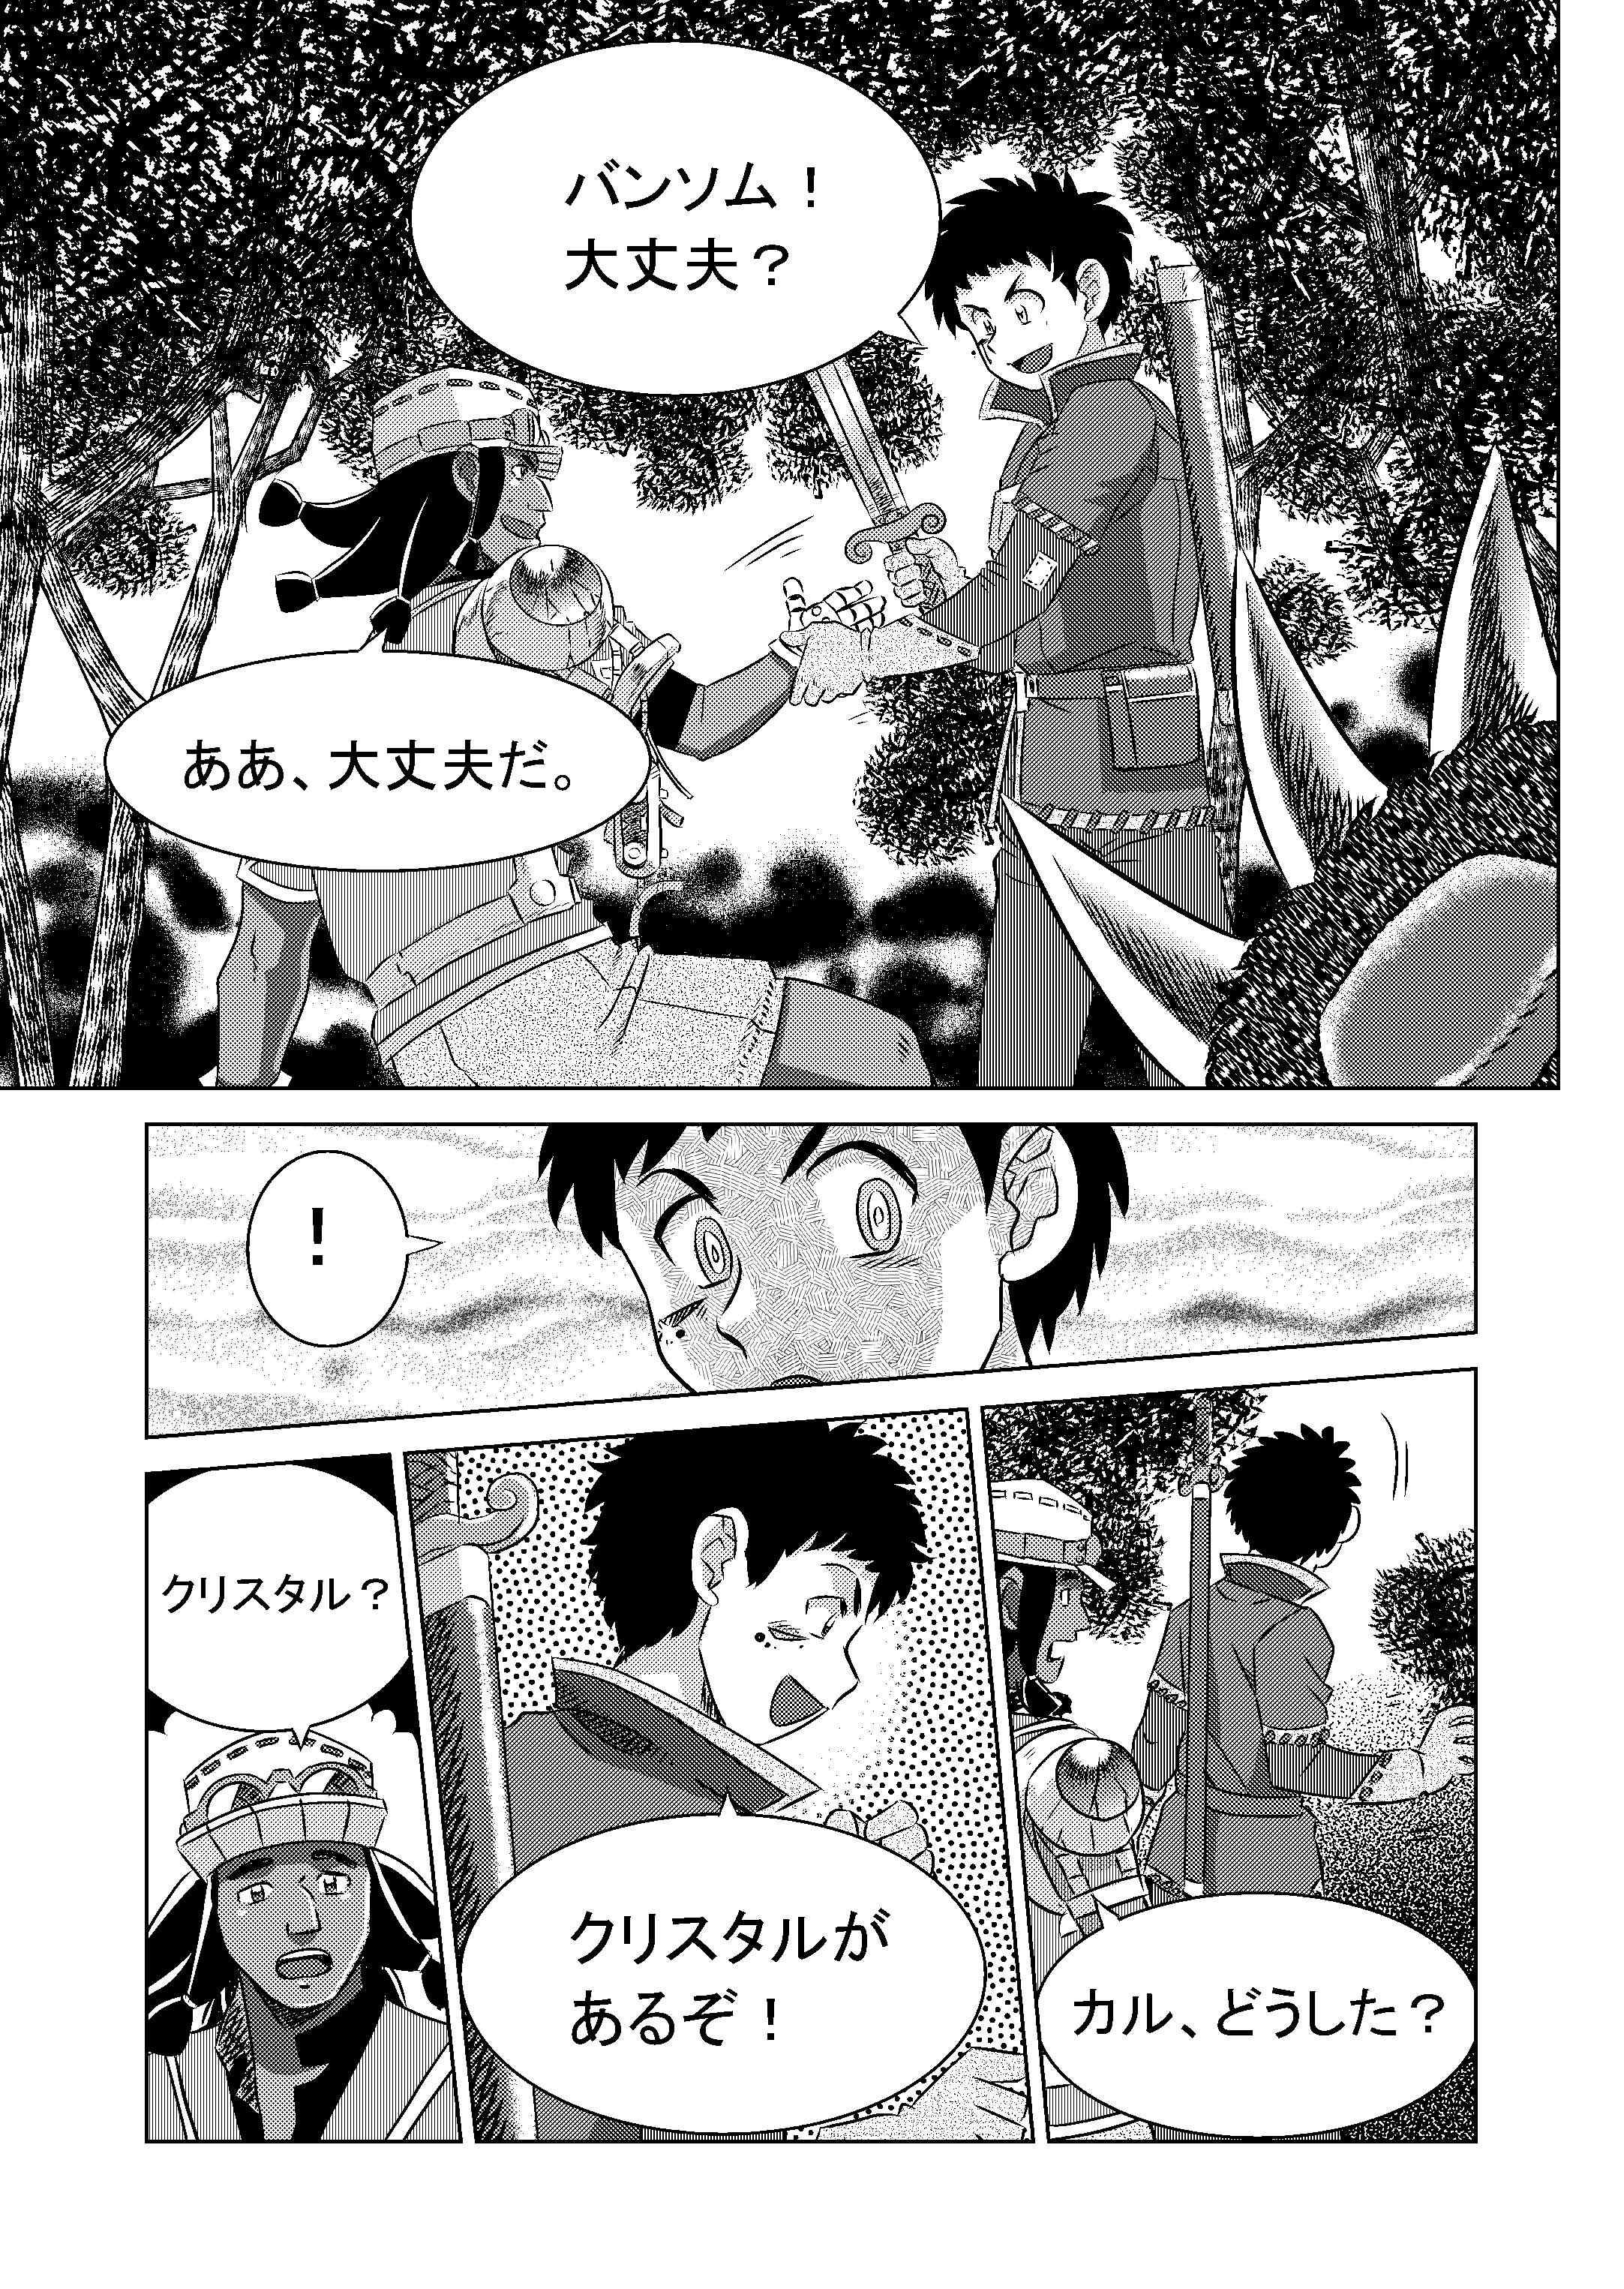 バンソム！
大丈夫？
ああ、大丈夫だ。
！
カル、どうした？
クリスタルが
あるぞ！
クリスタル？